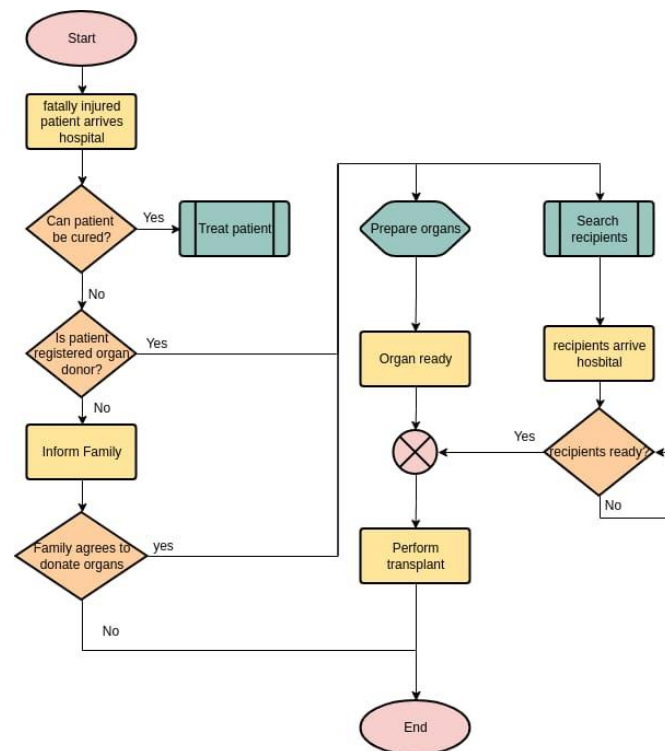 Start
fatally injured
patient arrives
hospital
Can patient
be cured?
Yes
Treat patient
Prepare organs
Search
recipients
No
Is patient
registered organ
donor?
Yes
Organ ready
recipients arrive
hosbital
No
Inform Family
Yes
recipients ready?
No
Family agrees to
donate organs
yes
Perform
transplant
No
End